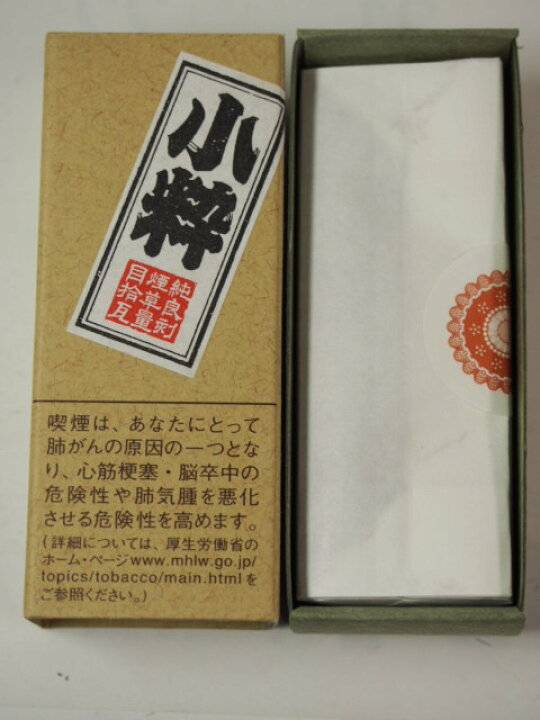 小粋
純良刻
煙草量
目拾瓦
喫煙は、あなたにとって
肺がんの原因の一つとな
り、心筋梗塞・脳卒中の
危険性や肺気腫を悪化
させる危険性を高めます。
(詳細については、厚生労働省の
ホーム・ページwww.mhlw.go.jp/
topics/tobacco/main.htmlを
ご参照ください。)